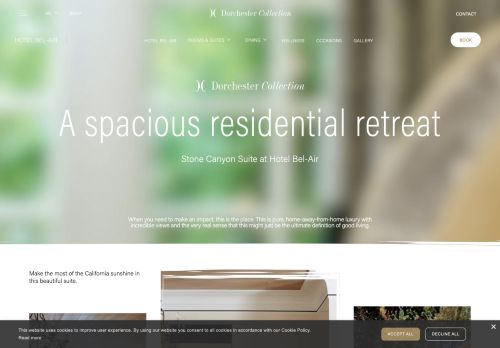 Dorchester Collection
CONTACT
HOTEL BEL-AIR
HOTEL BEL-AIR
ROOMS & SUITES
DINING
WELLNESS
OCCASIONS
GALLERY
BOOK
Dorchester Collection
A spacious residential retreat
Stone Canyon Suite at Hotel Bel-Air
When you need to make an impact, this is the place. This is pure, home-away-from-home luxury with
incredible views and the very real sense that this might just be the ultimate definition of good living.
Make the most of the California sunshine in
this beautiful suite.
This website uses cookies to improve user experience. By using our website you consent to all cookies in accordance with our Cookie Policy.
Read more
ACCEPT ALL
DECLINE ALL